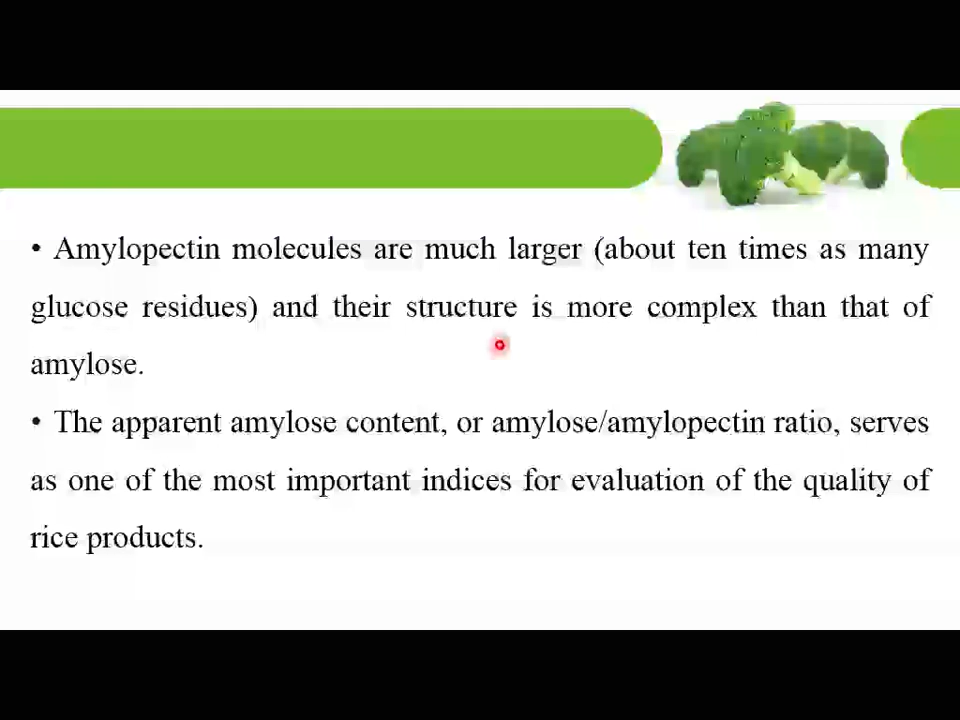 • Amylopectin molecules are much larger (about ten times as many
glucose residues) and their structure is more complex than that of
amylose.
• The apparent amylose content, or amylose/amylopectin ratio, serves
as one of the most important indices for evaluation of the quality of
rice products.